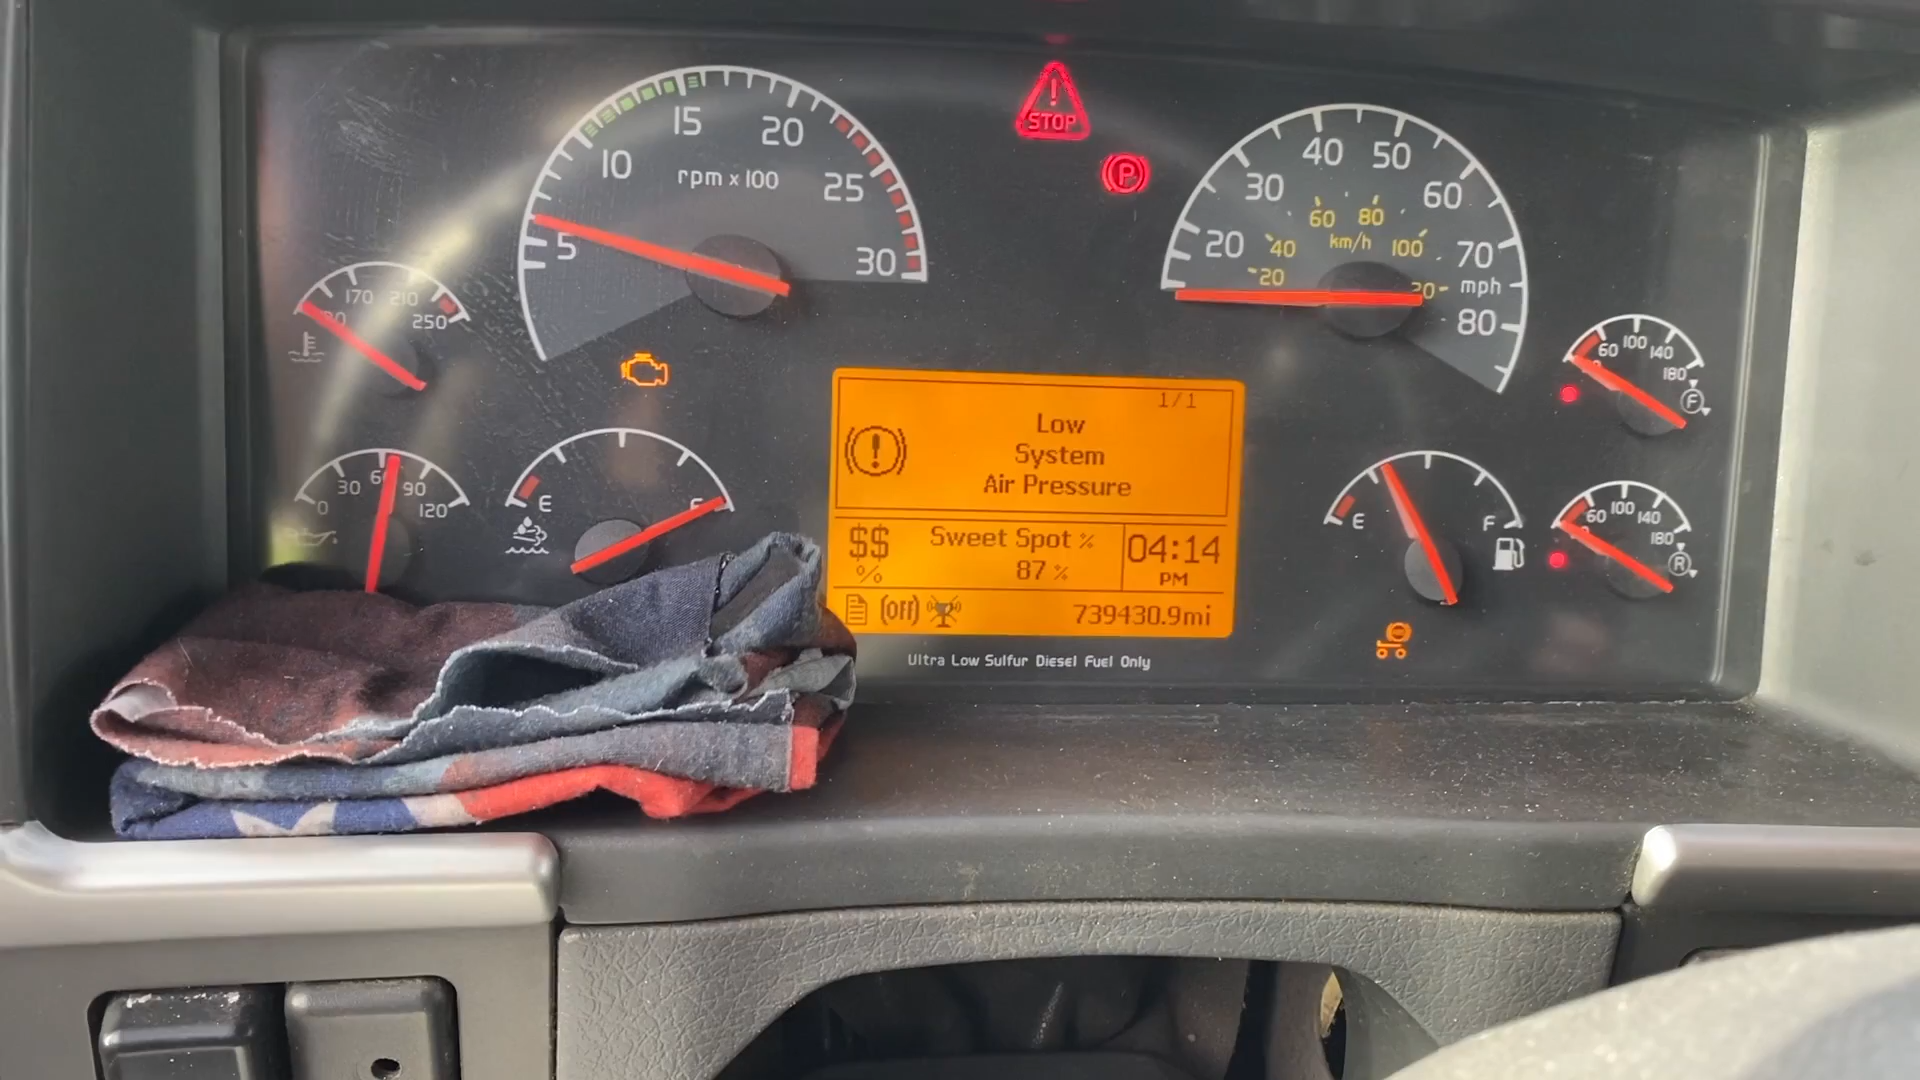 15
20
10
25
5
30
rpm x 100
STOP
P
40
50
30
60
20
70
80
mph
60
80
40
km/h
100
20
170
210
250
60
100
140
180
F
0
30
90
120
E
E
F
60
100
140
180
R
1/1
Low
System
Air Pressure
$$
%
Sweet Spot %
87 %
04:14
PM
(OFF)
739430.9mi
Ultra Low Sulfur Diesel Fuel Only